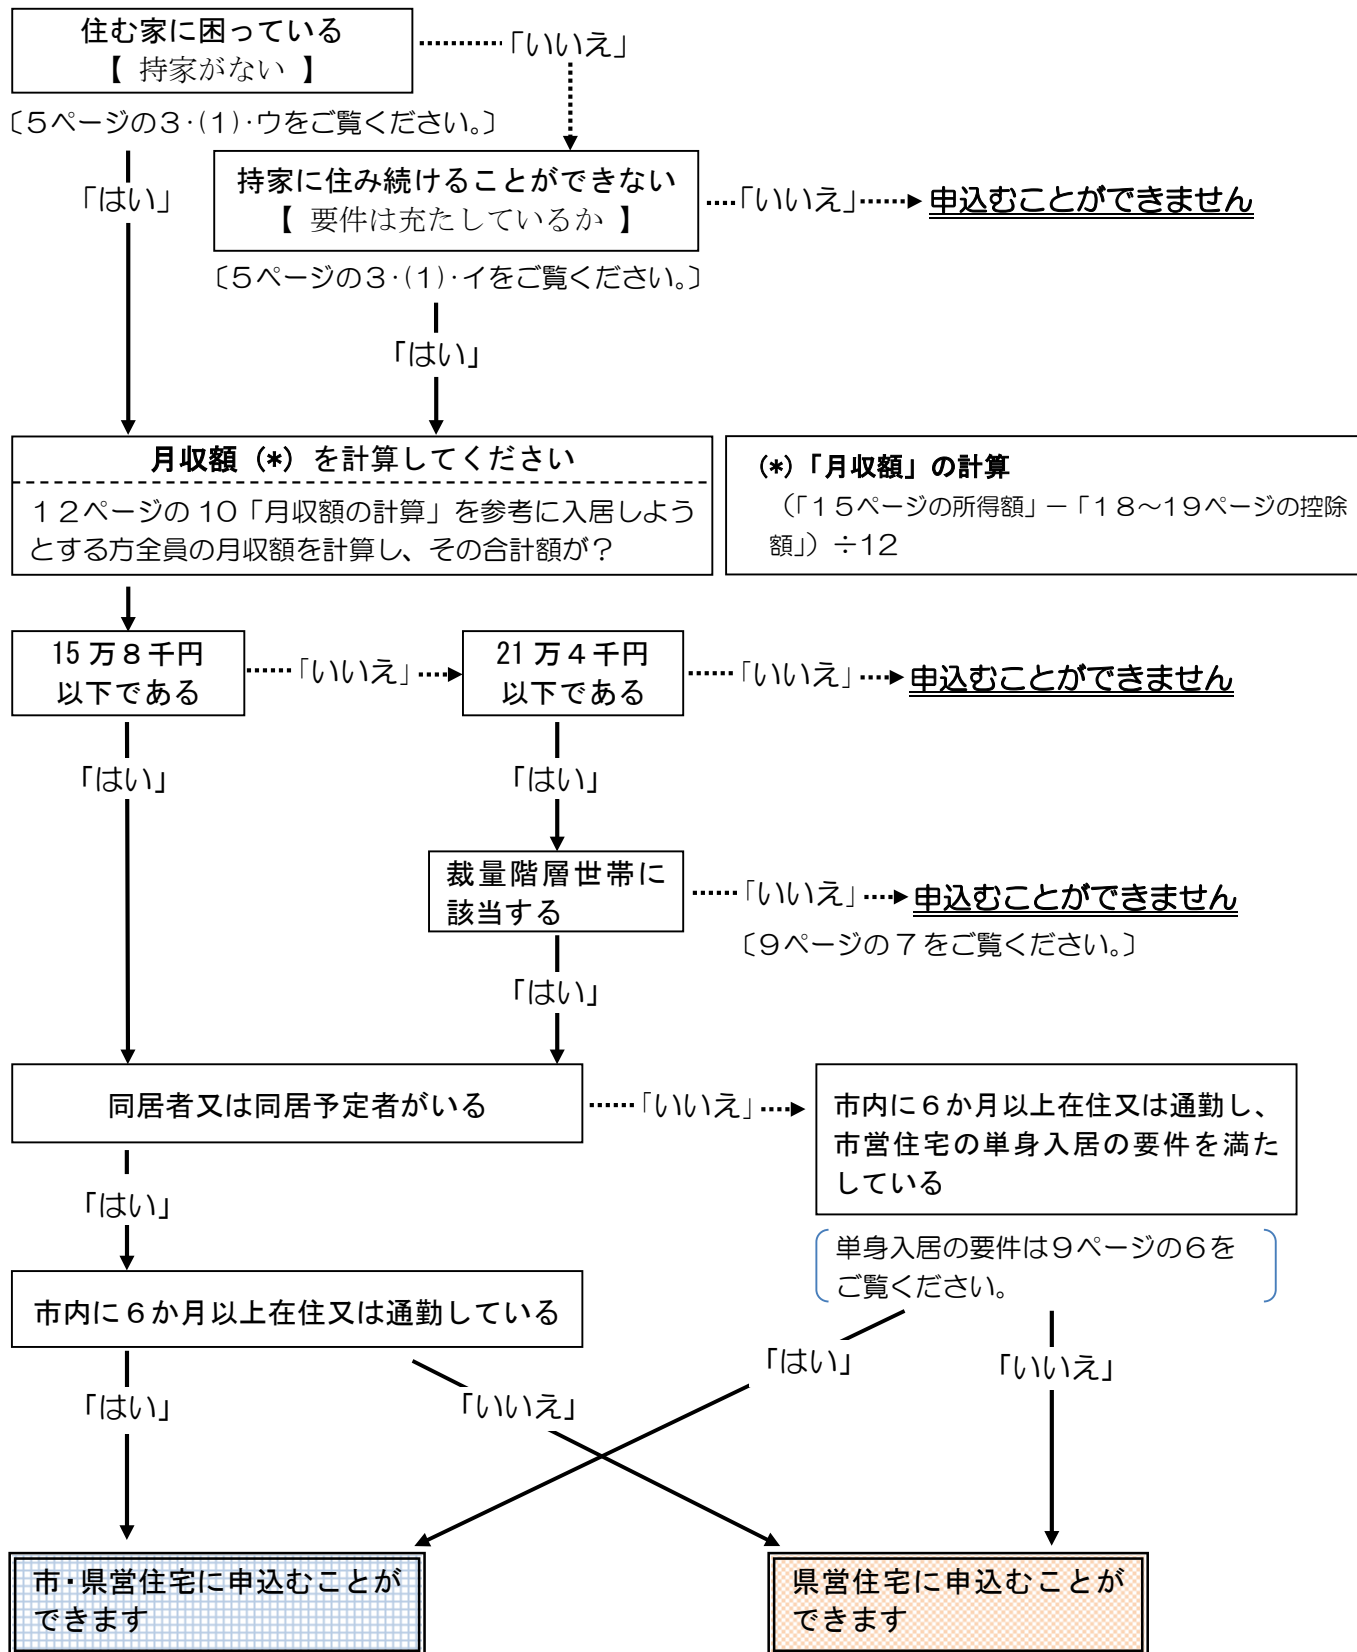 住む家に困っている
【 持家がない 】
「いいえ」
〔５ページの３・(１)・ウをご覧ください。〕
「はい」
持家に住み続けることができない
【 要件は充たしているか 】
「いいえ」
申込むことができません
〔５ページの３・(１)・イをご覧ください。〕
「はい」
月収額（*）を計算してください
１２ページの 10「月収額の計算」を参考に入居しよう
とする方全員の月収額を計算し、その合計額が？
（*）「月収額」の計算
（「１５ページの所得額」－「１８～１９ページの控除
額」）÷12
15 万８千円
以下である
「いいえ」
21 万４千円
以下である
「いいえ」
申込むことができません
「はい」
「はい」
裁量階層世帯に
該当する
「いいえ」
申込むことができません
〔９ページの７をご覧ください。〕
「はい」
同居者又は同居予定者がいる
「いいえ」
市内に６か月以上在住又は通勤し、
市営住宅の単身入居の要件を満た
している
「はい」
単身入居の要件は９ページの６を
ご覧ください。
市内に６か月以上在住又は通勤している
「はい」
「いいえ」
「はい」
「いいえ」
市・県営住宅に申込むことが
できます
県営住宅に申込むことが
できます